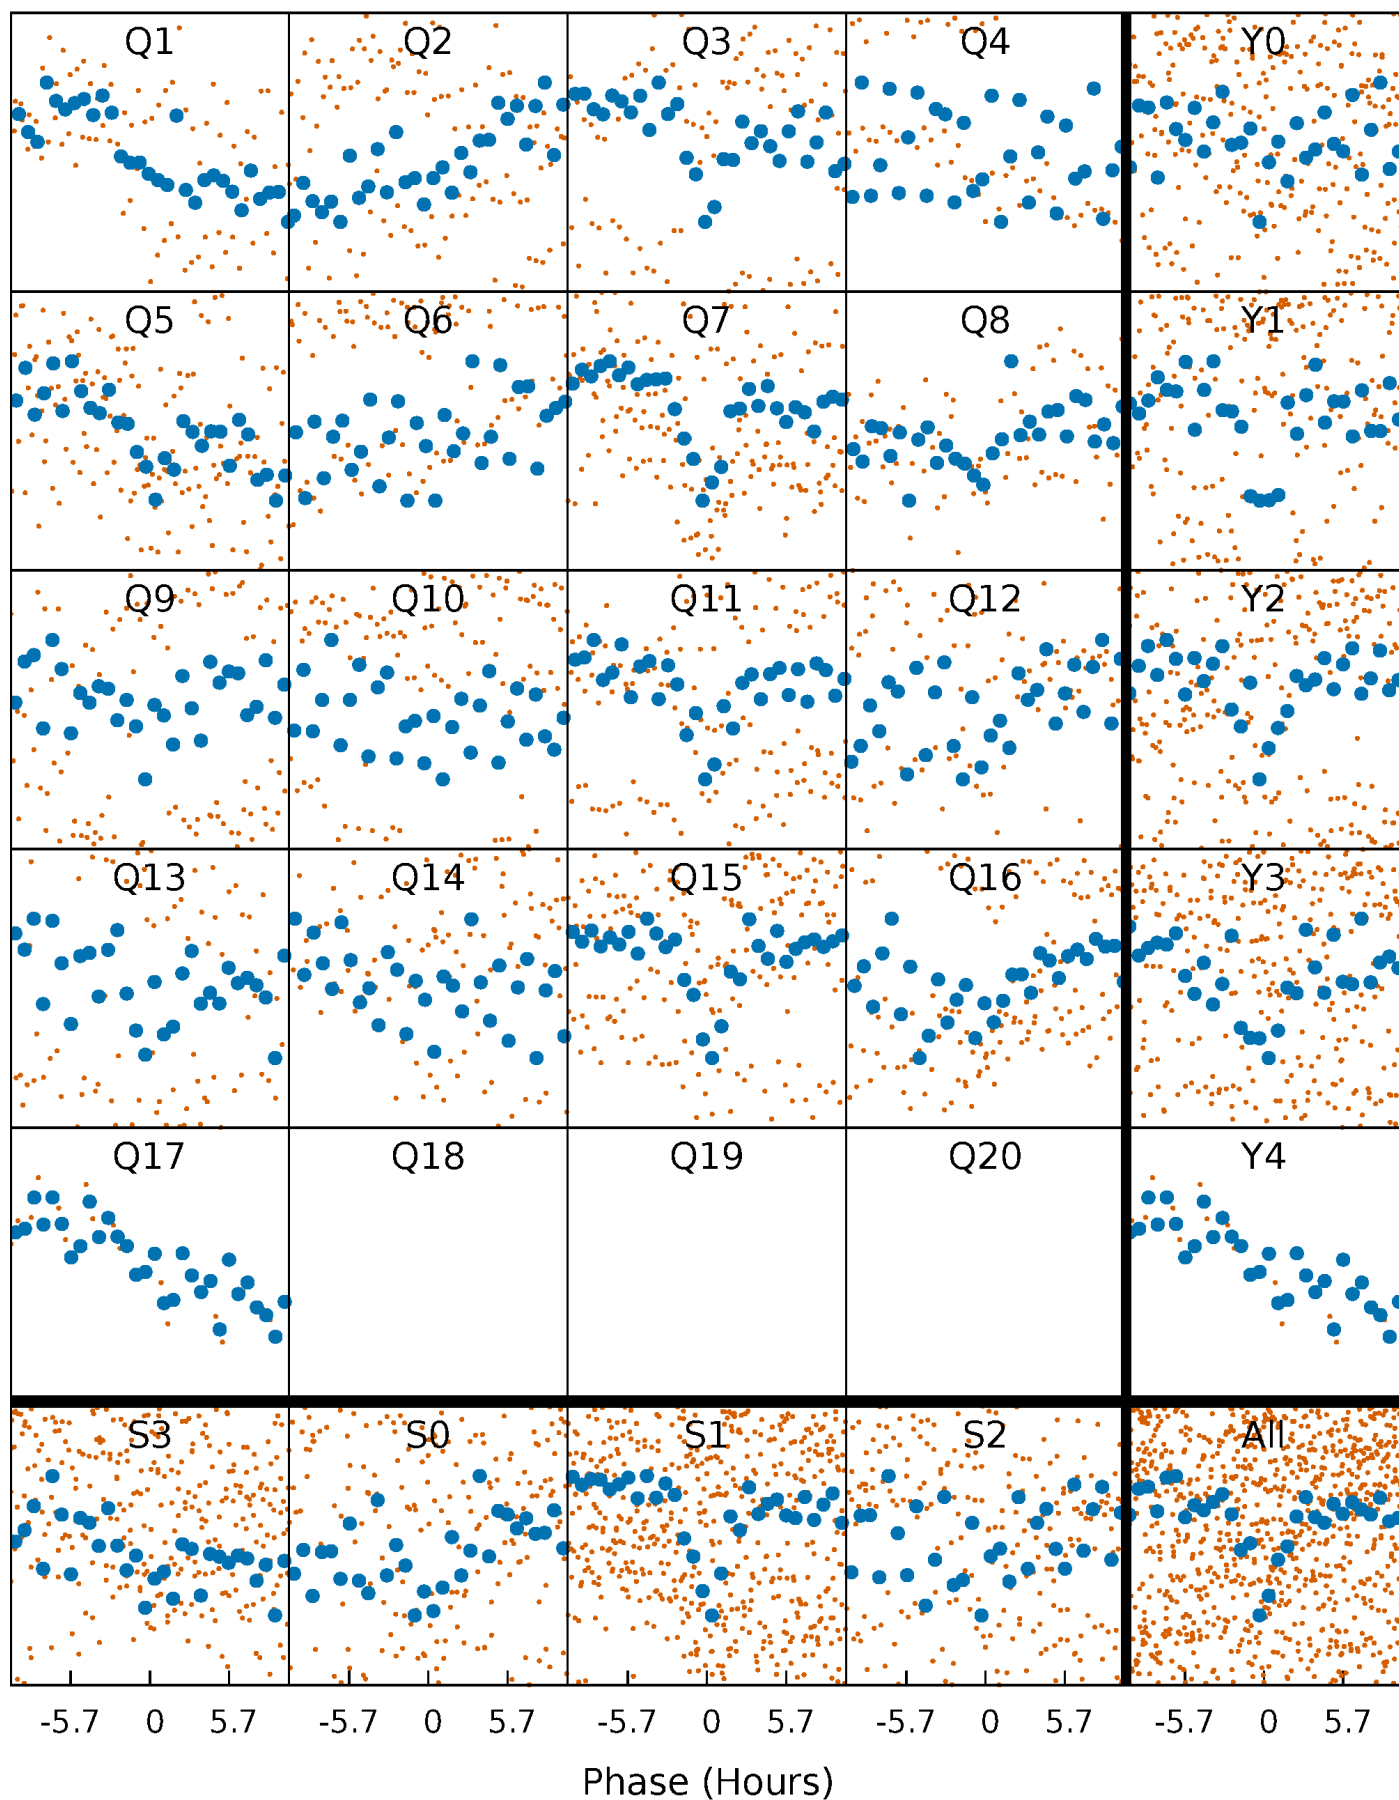 Q1 Q2 Q3 Q4 Y0
Q5 Q6 Q7 Q8 Y1
Q9 Q10 Q11 Q12 Y2
Q13 Q14 Q15 Q16 Y3
Q17 Q18 Q19 Q20 Y4
S3 S0 S1 S2 All
-5.7 0 5.7 -5.7 0 5.7 -5.7 0 5.7 -5.7 0 5.7 -5.7 0 5.7
Phase (Hours)